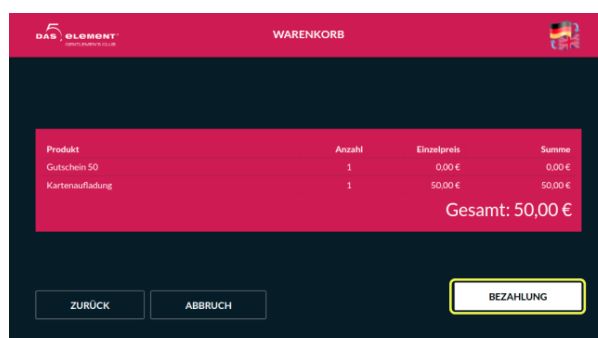 DAS 5 ELEMENT
GENTLEMEN'S CLUB
WARENKORB
Produkt Anzahl Einzelpreis Summe
Gutschein 50 1 0,00 € 0,00 €
Kartenaufladung 1 50,00 € 50,00 €
Gesamt: 50,00 €
ZURÜCK ABBRUCH BEZAHLUNG